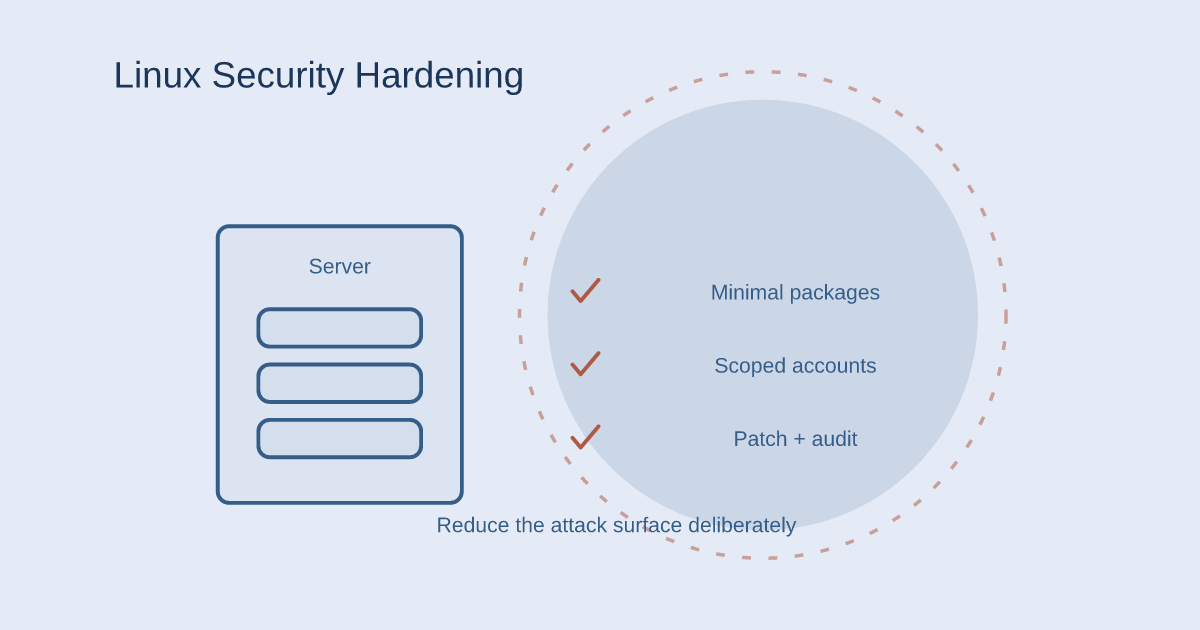 Linux Security Hardening
Server
Minimal packages
Scoped accounts
Patch + audit
Reduce the attack surface deliberately